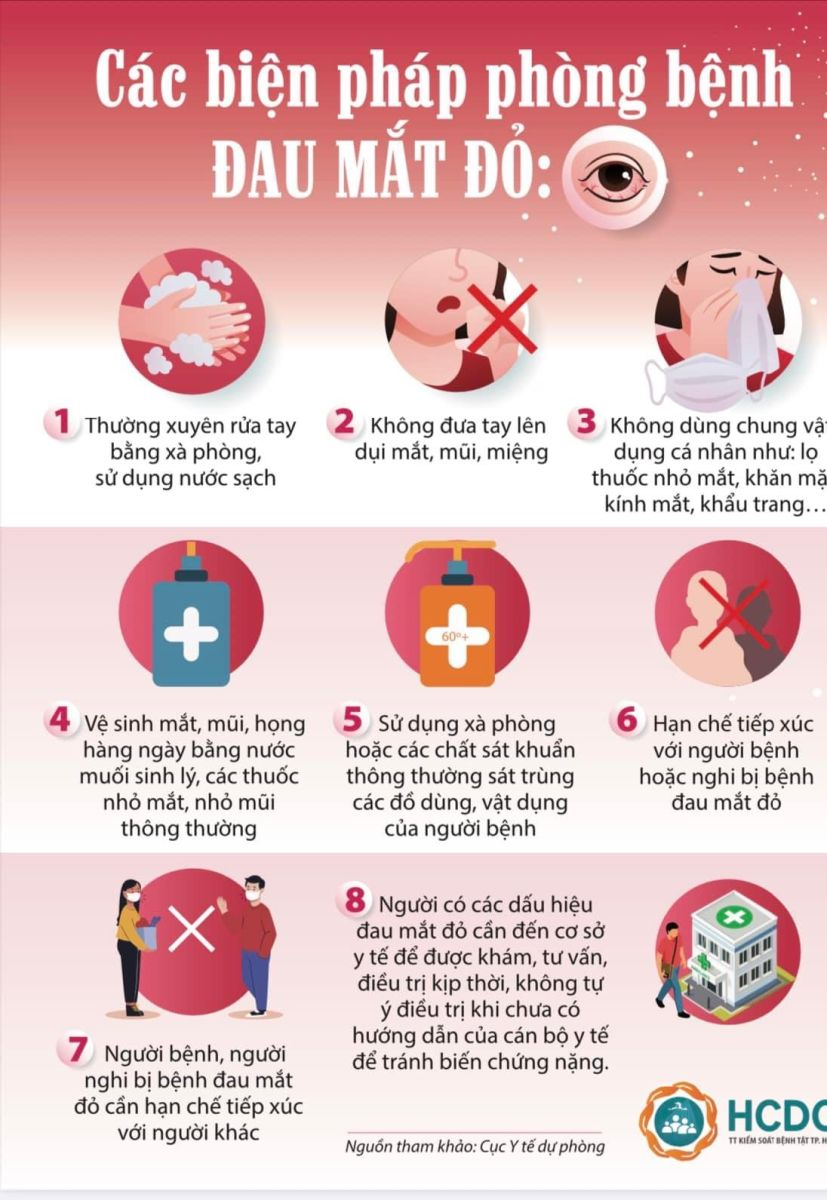 Các biện pháp phòng bệnh
ĐAU MẮT ĐỎ:
1 Thường xuyên rửa tay
bằng xà phòng,
sử dụng nước sạch
2 Không đưa tay lên
dụi mắt, mũi, miệng
3 Không dùng chung vật
dụng cá nhân như: lọ
thuốc nhỏ mắt, khăn mặ
kính mắt, khẩu trang...
60º+
4 Vệ sinh mắt, mũi, họng
hàng ngày bằng nước
muối sinh lý, các thuốc
nhỏ mắt, nhỏ mũi
thông thường
5 Sử dụng xà phòng
hoặc các chất sát khuẩn
thông thường sát trùng
các đồ dùng, vật dụng
của người bệnh
6 Hạn chế tiếp xúc
với người bệnh
hoặc nghi bị bệnh
đau mắt đỏ
7 Người bệnh, người
nghi bị bệnh đau mắt
đỏ cần hạn chế tiếp xúc
với người khác
8 Người có các dấu hiệu
đau mắt đỏ cần đến cơ sở
y tế để được khám, tư vấn,
điều trị kịp thời, không tự
ý điều trị khi chưa có
hướng dẫn của cán bộ y tế
để tránh biến chứng nặng.
Nguồn tham khảo: Cục Y tế dự phòng
HCDC
TT KIỂM SOÁT BỆNH TẬT TP. H